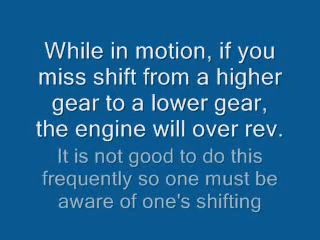 While in motion, if you
miss shift from a higher
gear to a lower gear,
the engine will over rev.
It is not good to do this
frequently so one must be
aware of one's shifting